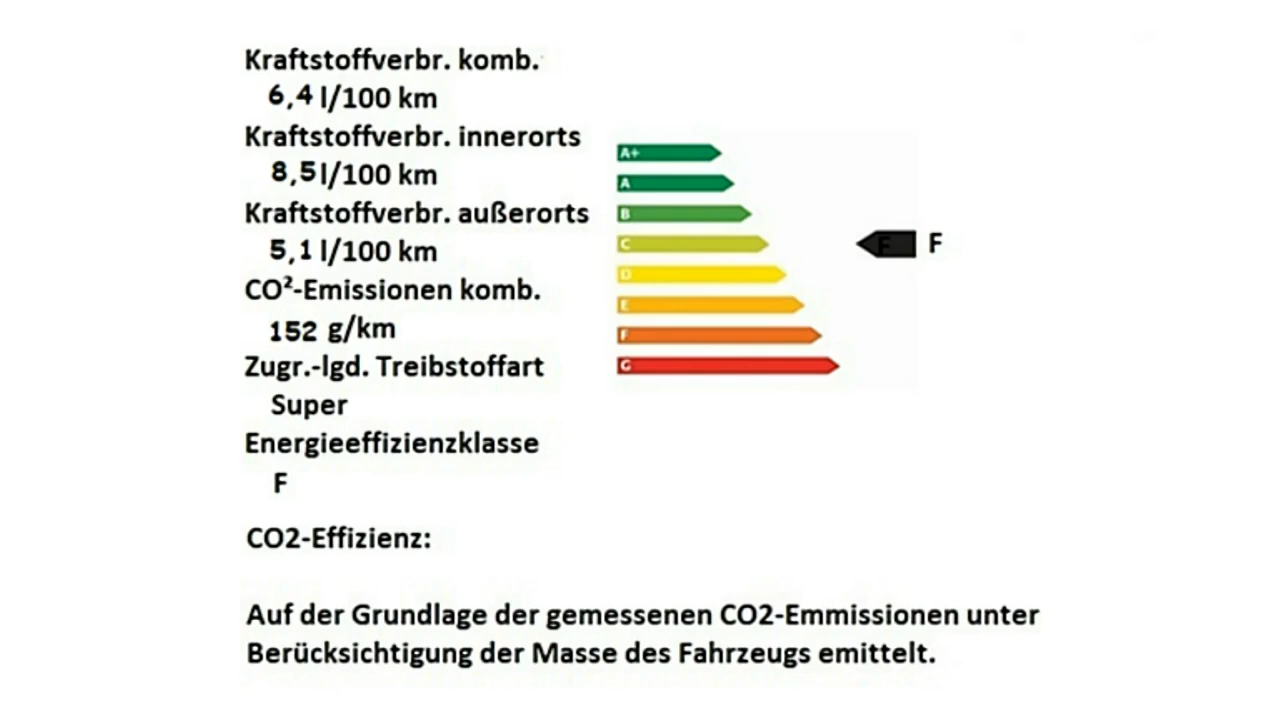 Kraftstoffverbr. komb.
6,4 l/100 km
Kraftstoffverbr. innerorts
8,5 l/100 km
Kraftstoffverbr. außerorts
5,1 l/100 km
CO²-Emissionen komb.
152 g/km
Zugr.-lgd. Treibstoffart
Super
Energieeffizienzklasse
F
A+
A
B
C
D
E
F
G
F F
CO2-Effizienz:
Auf der Grundlage der gemessenen CO2-Emmissionen unter
Berücksichtigung der Masse des Fahrzeugs emittelt.